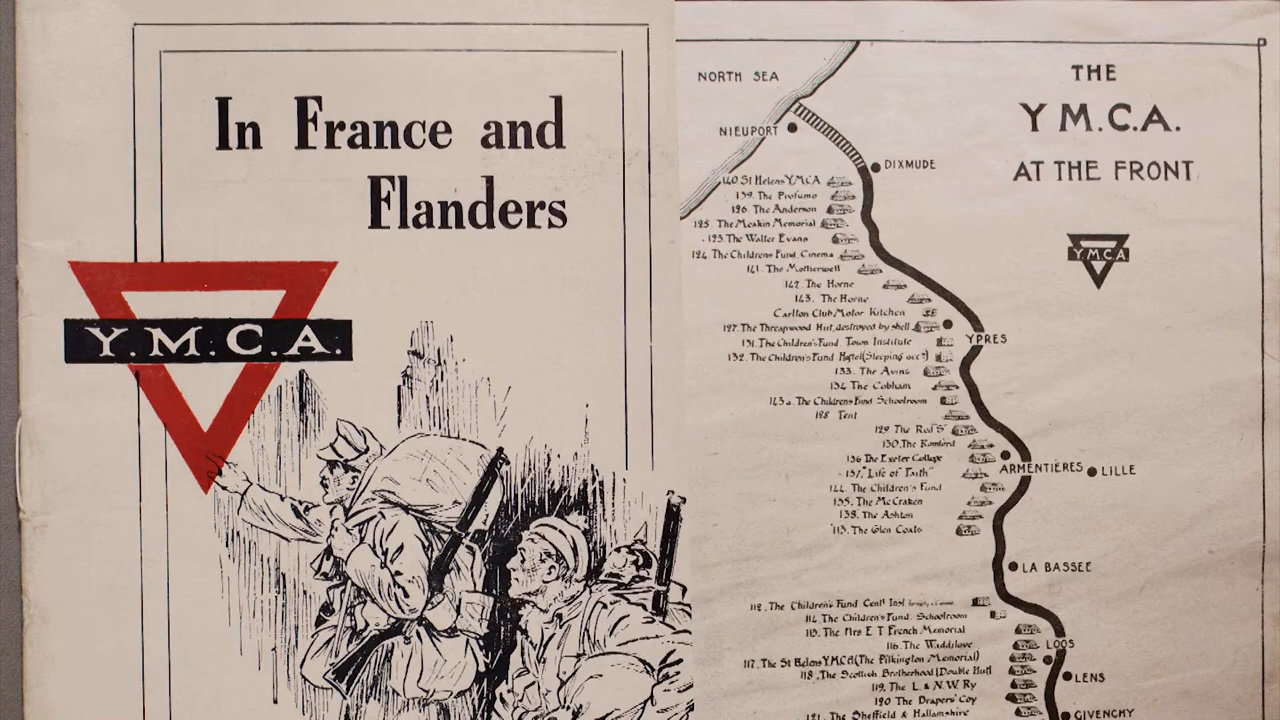 In France and
Flanders
Y.M.C.A.
THE
Y M.C.A.
AT THE FRONT
Y M C A
NORTH SEA
NIEUPORT
DIXMUDE
140. St Helens Y.M.C.A
139. The Profumo
126. The Anderson
125. The Meakin Memorial
123. The Walter Evans
124. The Childrens Fund, Cinema
141. The Motherwell
142. The Horne
143. The Horne
Carlton Club Motor Kitchen
127. The Threapwood Hut, destroyed by shell
YPRES
131. The Children's Fund Town Institute
132. The Children's Fund (Sleeping acc")
133. The Avins
134 The Cobham
143a. The Childrens Fund Schoolroom
128 Tent
129 The Red "S"
130. The Romford
136 The Exeter College
ARMENTIÈRES
LILLE
137. "Life of Faith"
144. The Children's Fund
135. The McCraken
138. The Ashton
113. The Glen Coats
LA BASSEE
112. The Children's Fund Cent! Inst
114. The Children's Fund Schoolroom
115. The Mrs E T French Memorial
116. The Waddilove
LOOS
117. The St Helens Y.M.C.A (The Pilkington Memorial)
118. The Scottish Brotherhood (Double Hut)
LENS
119. The L & N. W. Ry
120 The Drapers' Coy
121. The Sheffield & Hallamshire
GIVENCHY